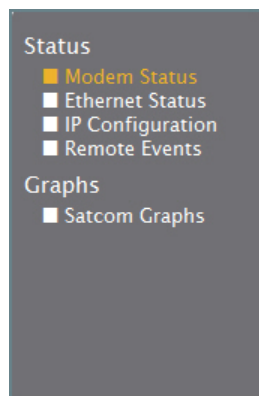 Status
Modem Status
Ethernet Status
IP Configuration
Remote Events
Graphs
Satcom Graphs